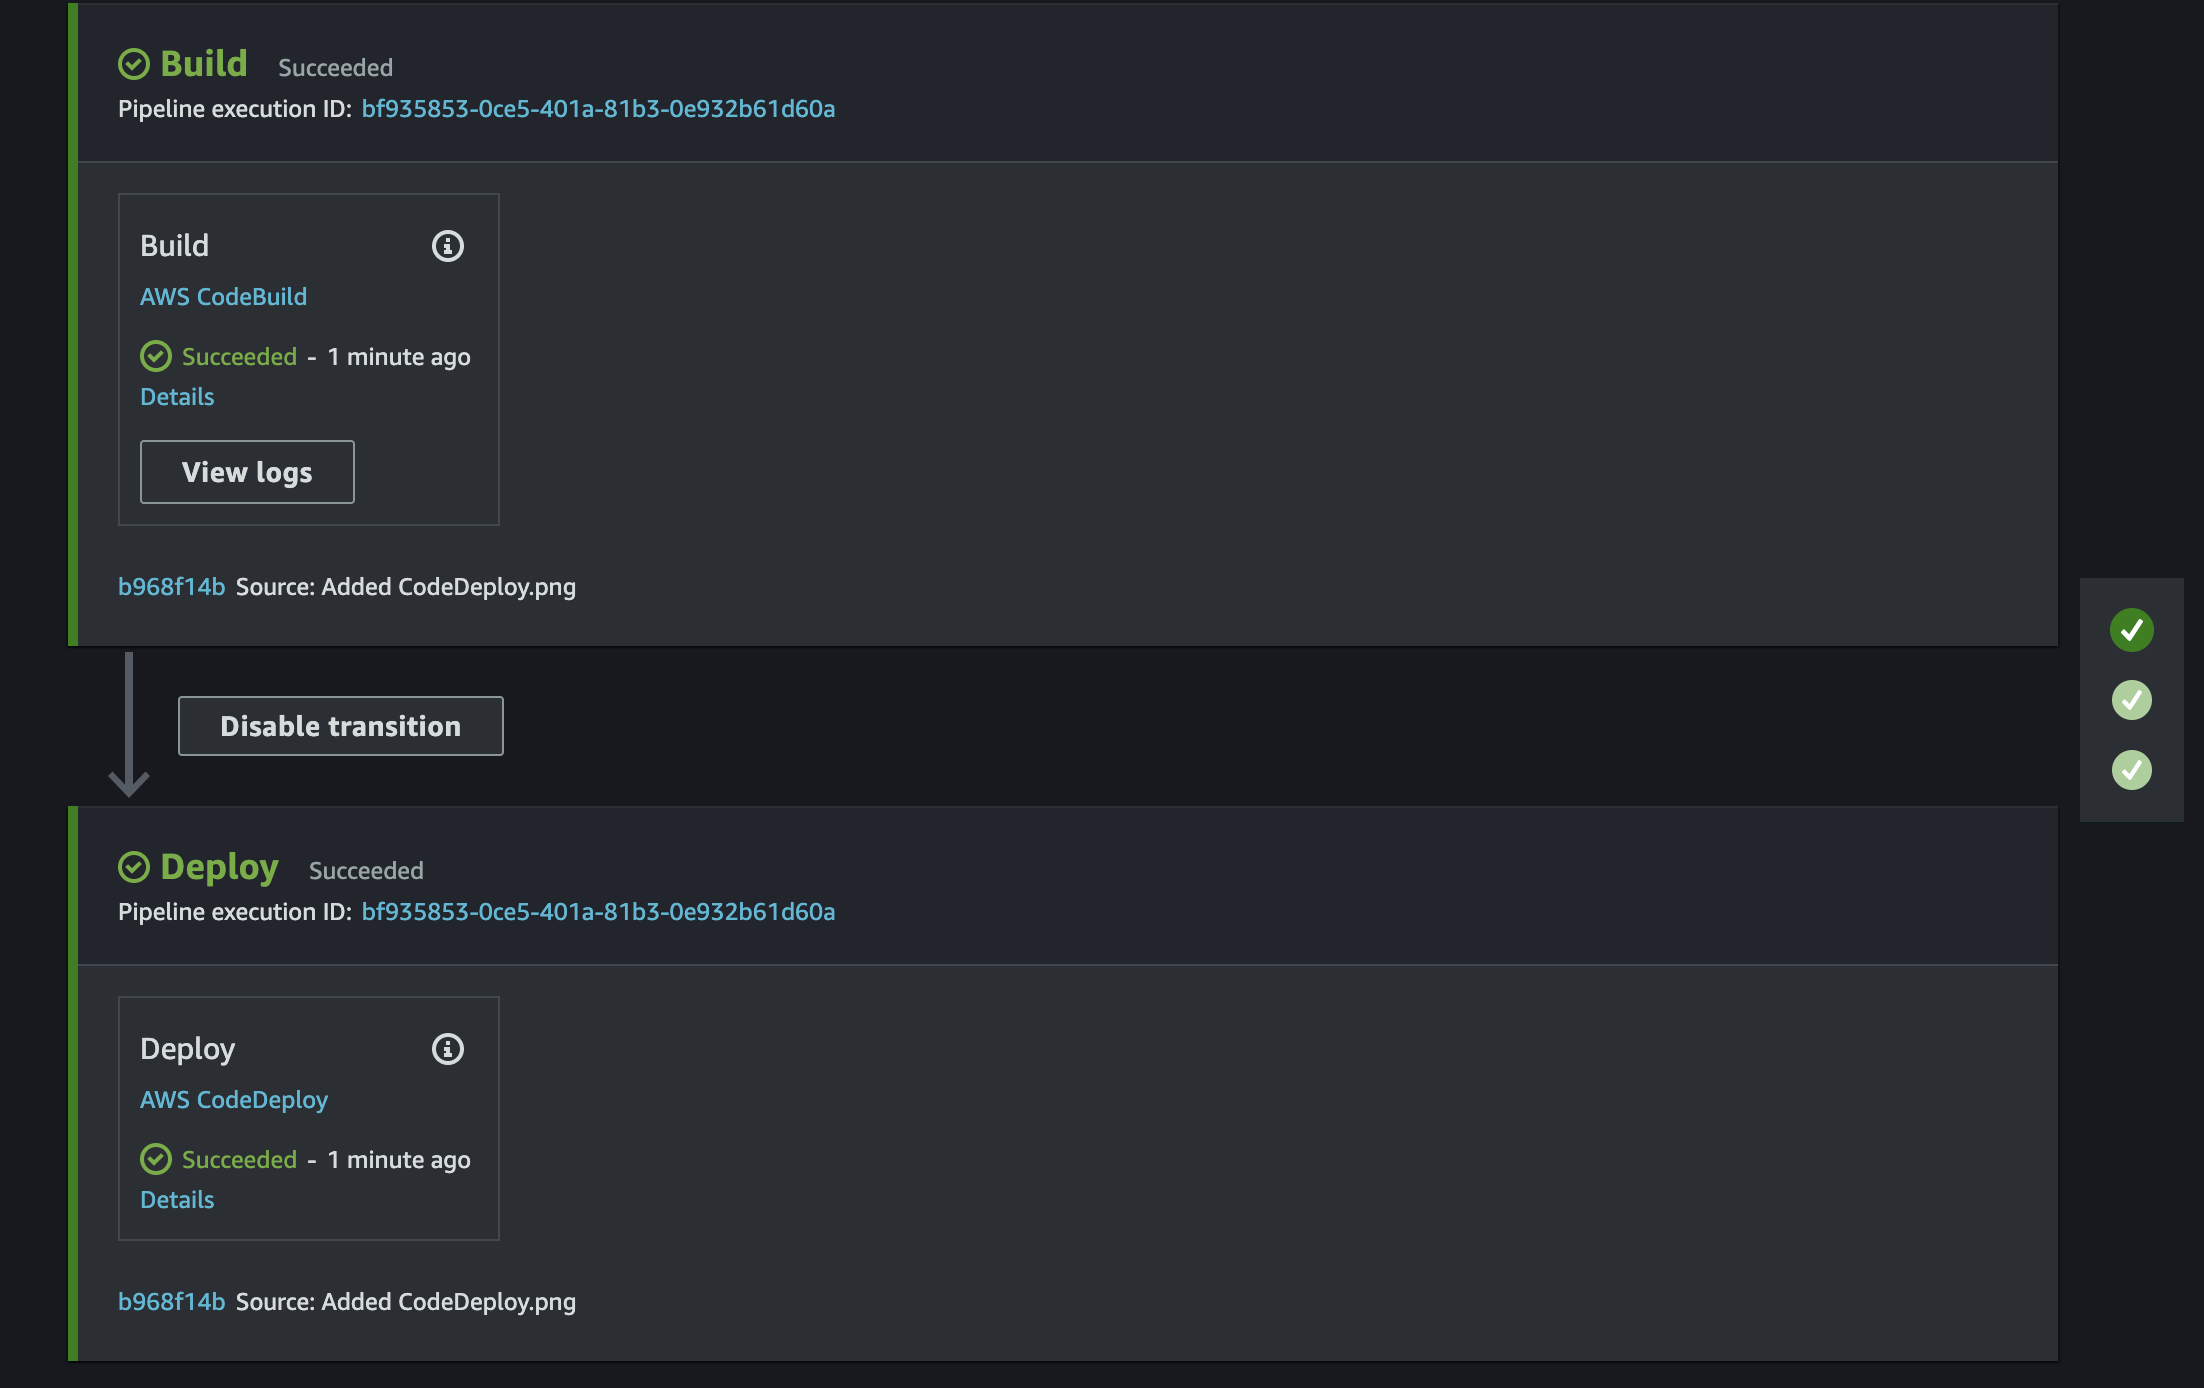 Build Succeeded
Pipeline execution ID: bf935853-0ce5-401a-81b3-0e932b61d60a
Build
AWS CodeBuild
Succeeded - 1 minute ago
Details
View logs
b968f14b Source: Added CodeDeploy.png
Disable transition
Deploy Succeeded
Pipeline execution ID: bf935853-0ce5-401a-81b3-0e932b61d60a
Deploy
AWS CodeDeploy
Succeeded - 1 minute ago
Details
b968f14b Source: Added CodeDeploy.png